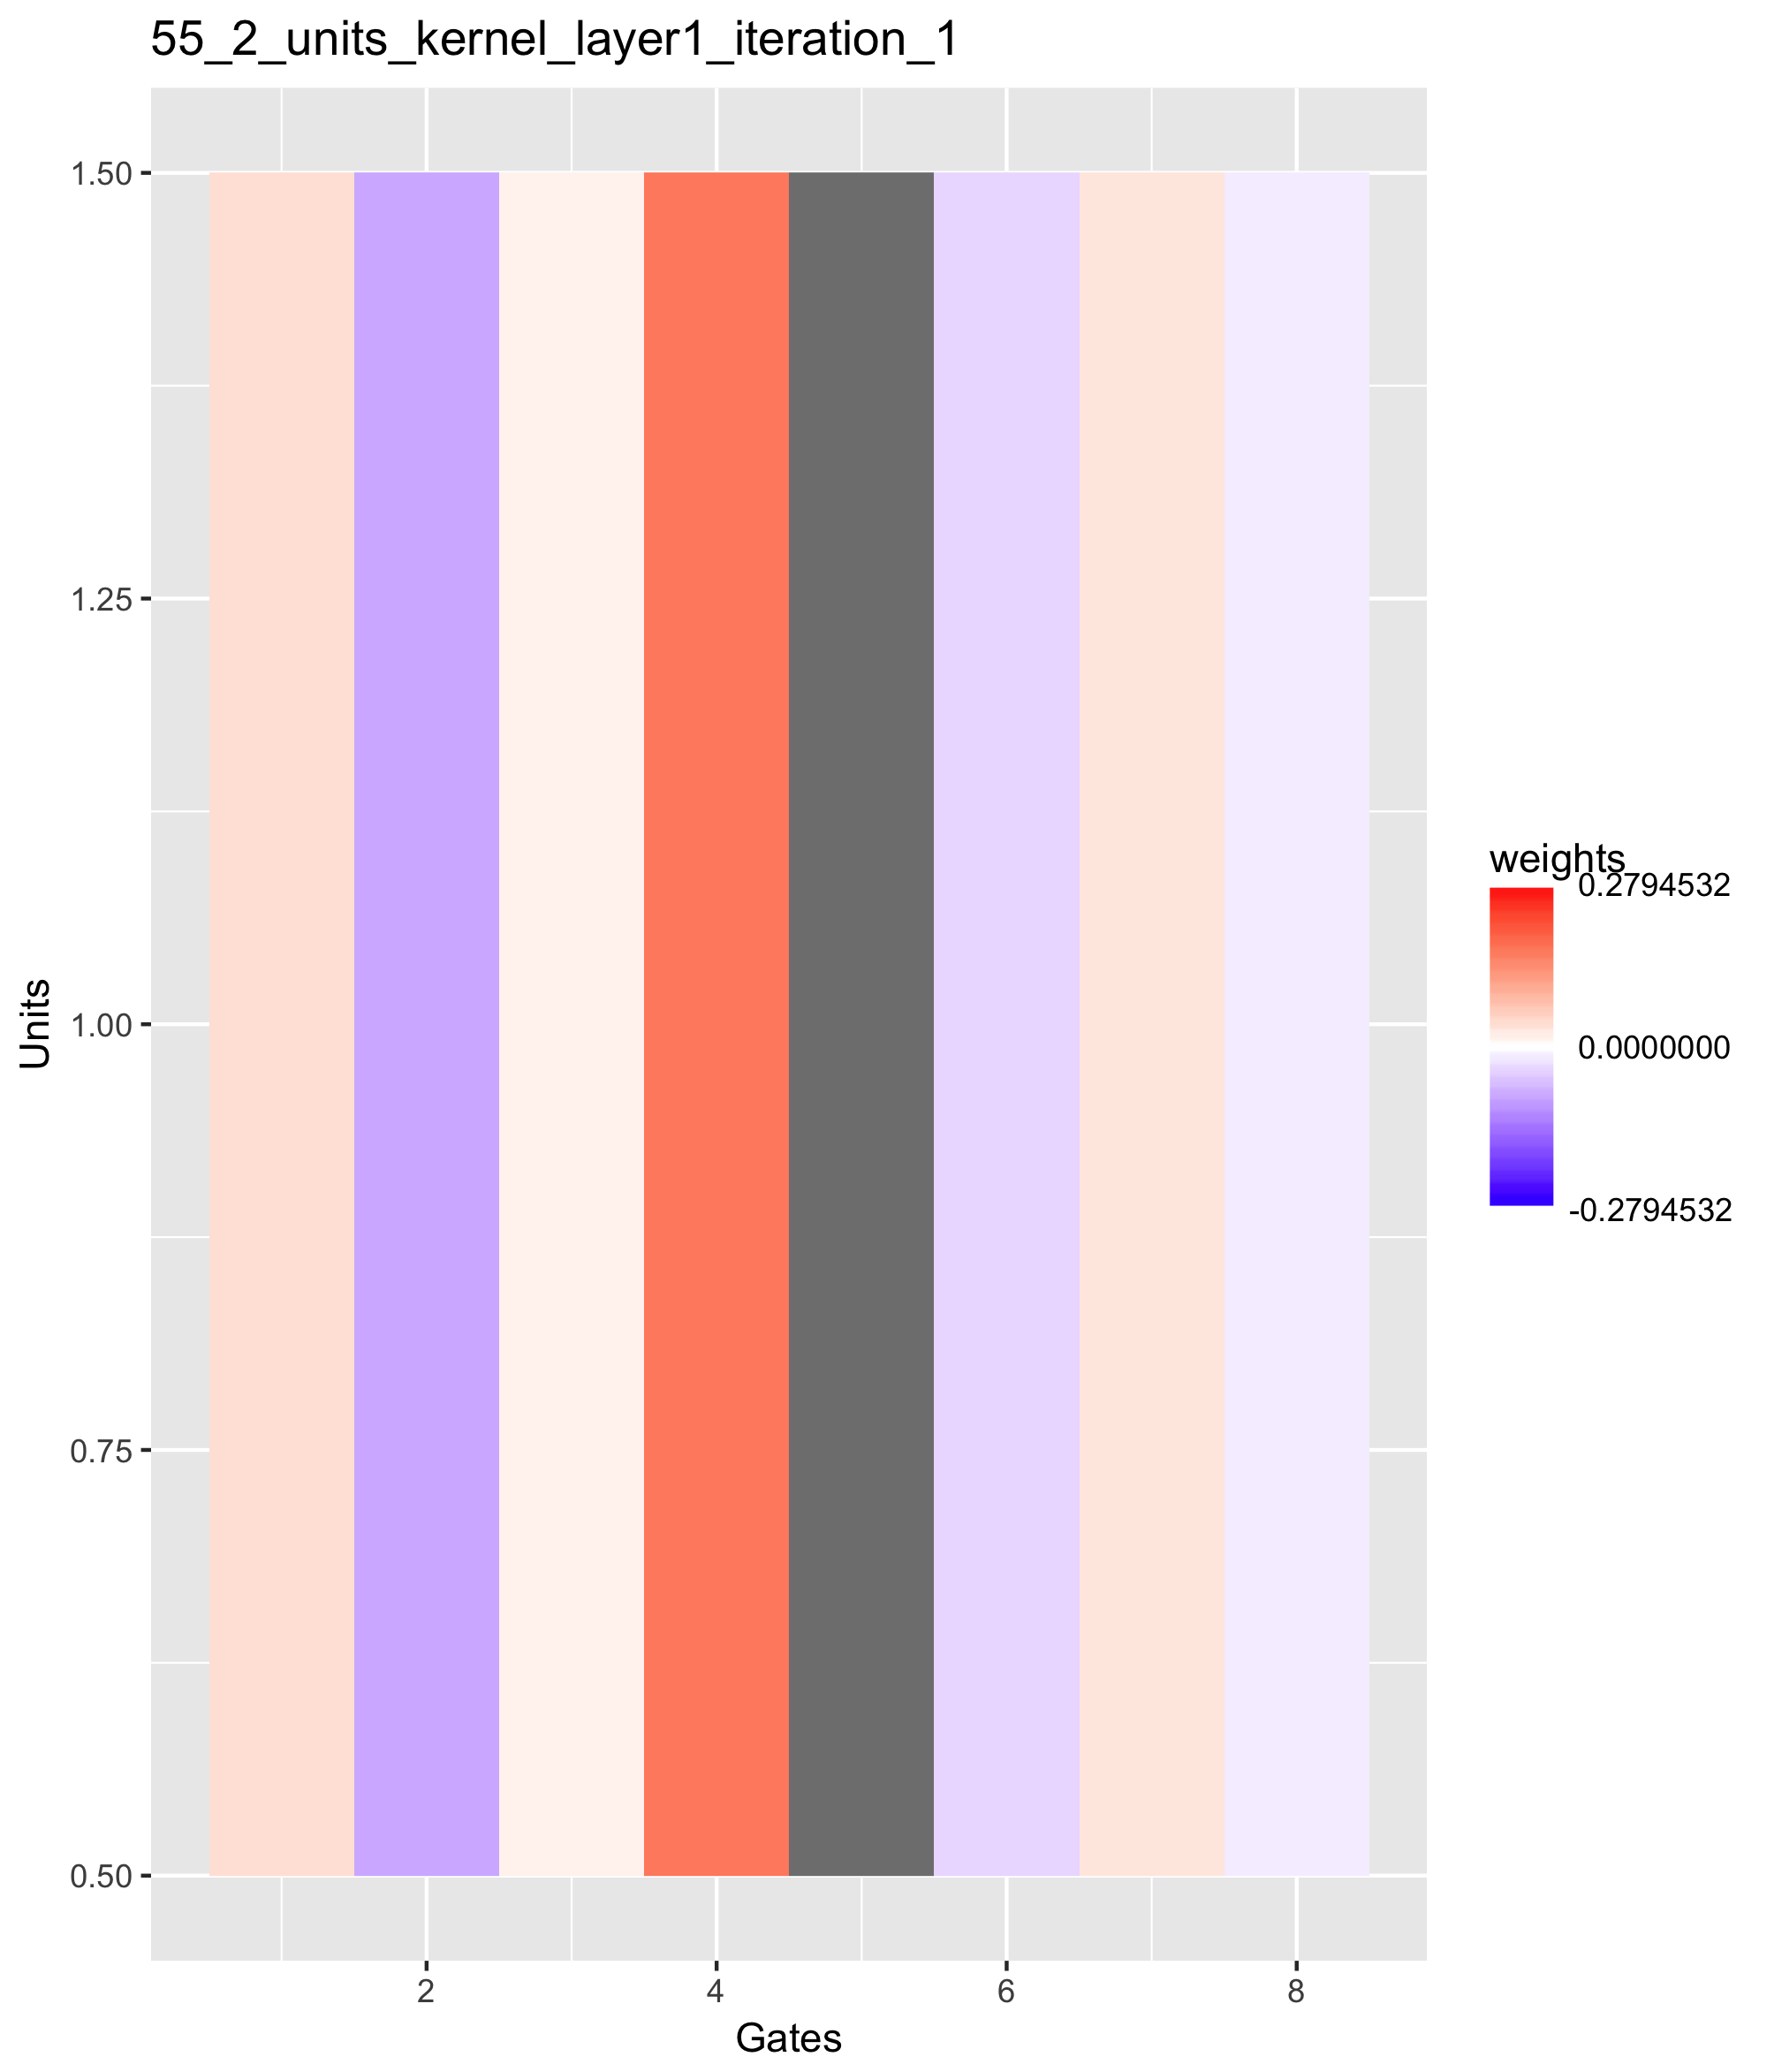 55_2_units_kernel_layer1_iteration_1
1.50
1.25
1.00
0.75
0.50
Units
2 4 6 8
Gates
weights
0.2794532
0.0000000
-0.2794532